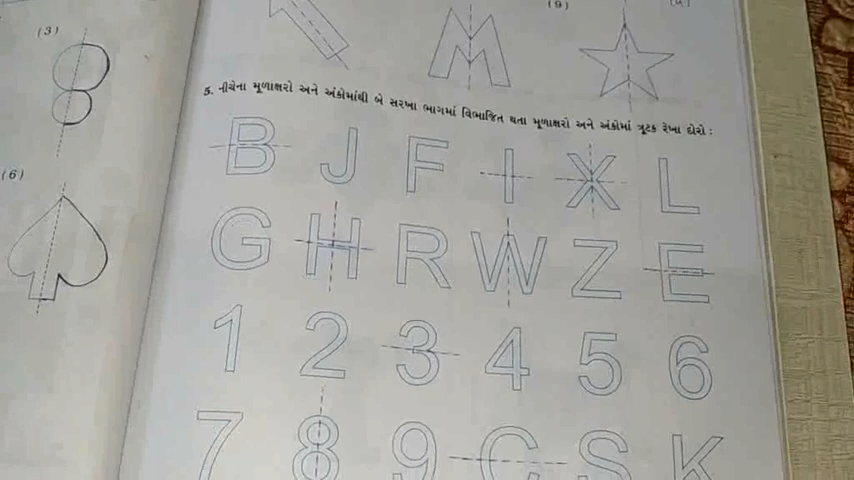 (9)
(3)
M
ક. નીચેના મૂળાક્ષરો અને અંકોમાંથી બે સરખા ભાગમાં વિભાજિત થતા મૂળાક્ષરો અને અંકોમાં ત્રૂટક રેખા દોરો :
B J F I X L
(6)
G H R W Z E
1 2 3 4 5 6
7 8 9 C S K